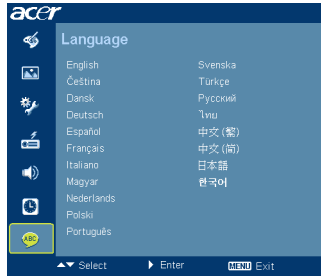 acer
Language
English
Čeština
Dansk
Deutsch
Español
Français
Italiano
Magyar
Nederlands
Polski
Português
Svenska
Türkçe
Русский
ไทย
中文 (繁)
中文 (简)
日本語
한국어
ABC
Select
Enter
MENU Exit